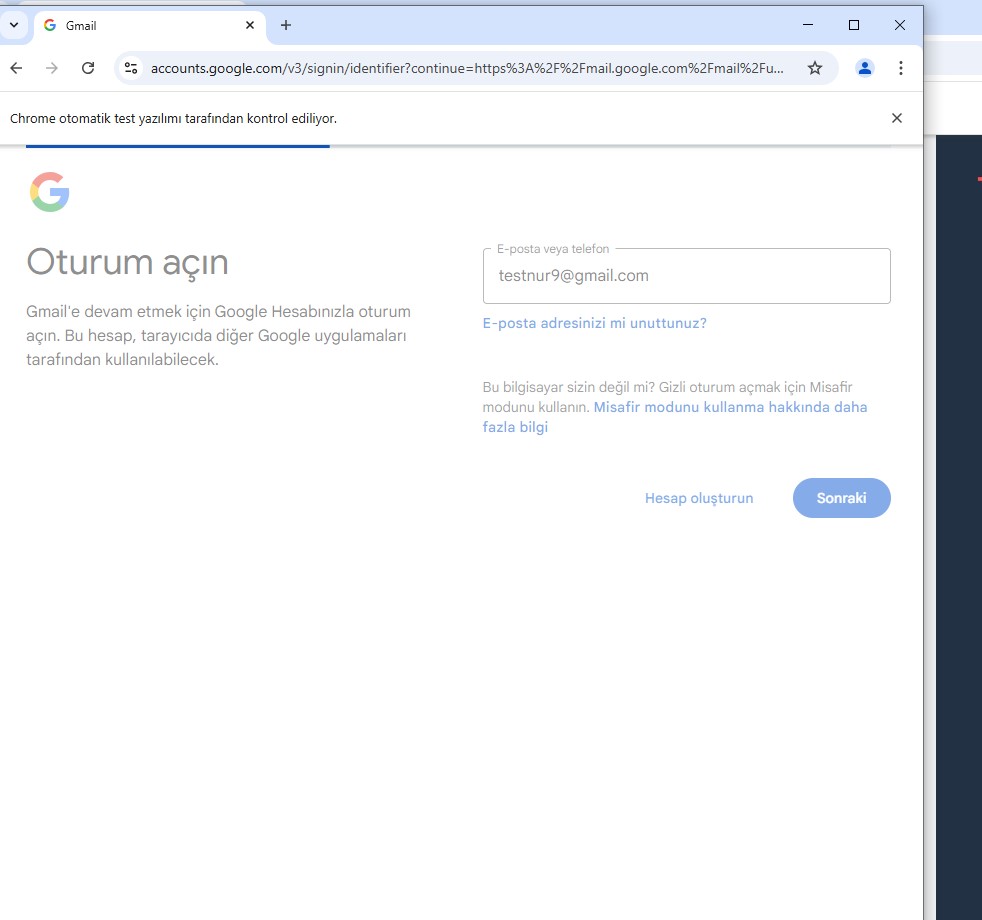 Gmail
accounts.google.com/v3/signin/identifier?continue=https%3A%2F%2Fmail.google.com%2Fmail%2Fu...
Chrome otomatik test yazılımı tarafından kontrol ediliyor.
Oturum açın
Gmail'e devam etmek için Google Hesabınızla oturum
açın. Bu hesap, tarayıcıda diğer Google uygulamaları
tarafından kullanılabilecek.
E-posta veya telefon
testnur9@gmail.com
E-posta adresinizi mi unuttunuz?
Bu bilgisayar sizin değil mi? Gizli oturum açmak için Misafir
modunu kullanın. Misafir modunu kullanma hakkında daha
fazla bilgi
Hesap oluşturun
Sonraki